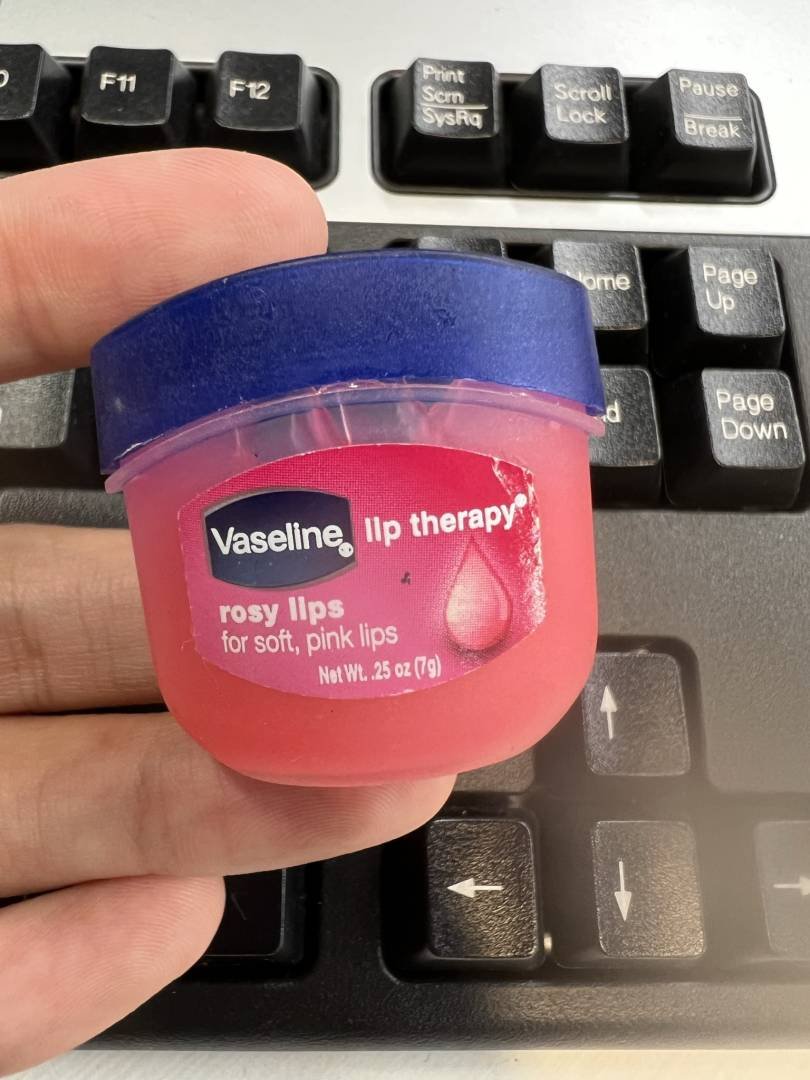 F11
F12
Print
Scrn
SysRq
Scroll
Lock
Pause
Break
Home
Page
Up
Page
Down
Vaseline® lip therapy®
rosy lips
for soft, pink lips
Net Wt. .25 oz (7g)